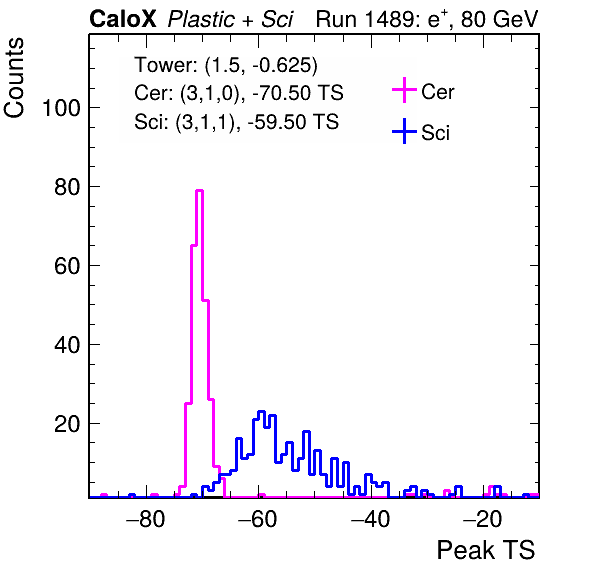 CaloX Plastic + Sci Run 1489: e+, 80 GeV
Tower: (1.5, -0.625)
Cer: (3,1,0), -70.50 TS
Sci: (3,1,1), -59.50 TS
Cer
Sci
Counts
100
80
60
40
20
−80 −60 −40 −20
Peak TS